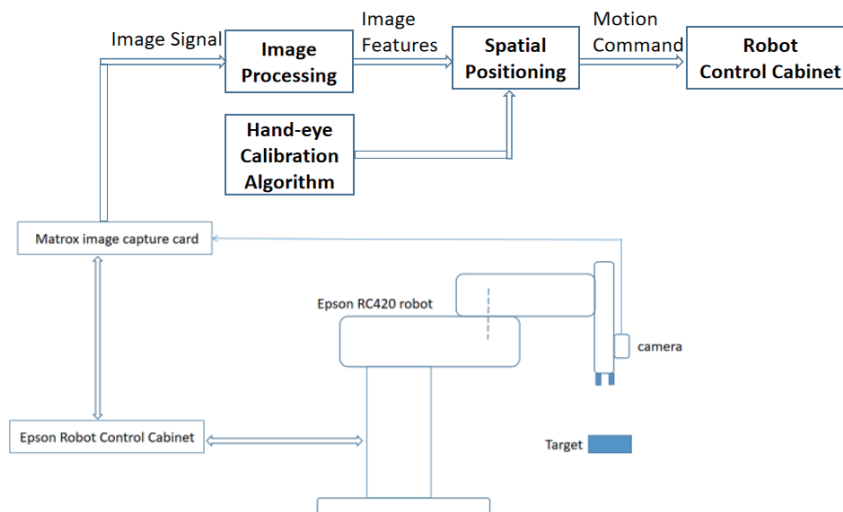 Image Signal
Image
Processing
Image
Features
Spatial
Positioning
Motion
Command
Robot
Control Cabinet
Hand-eye
Calibration
Algorithm
Matrox image capture card
Epson RC420 robot
camera
Epson Robot Control Cabinet
Target